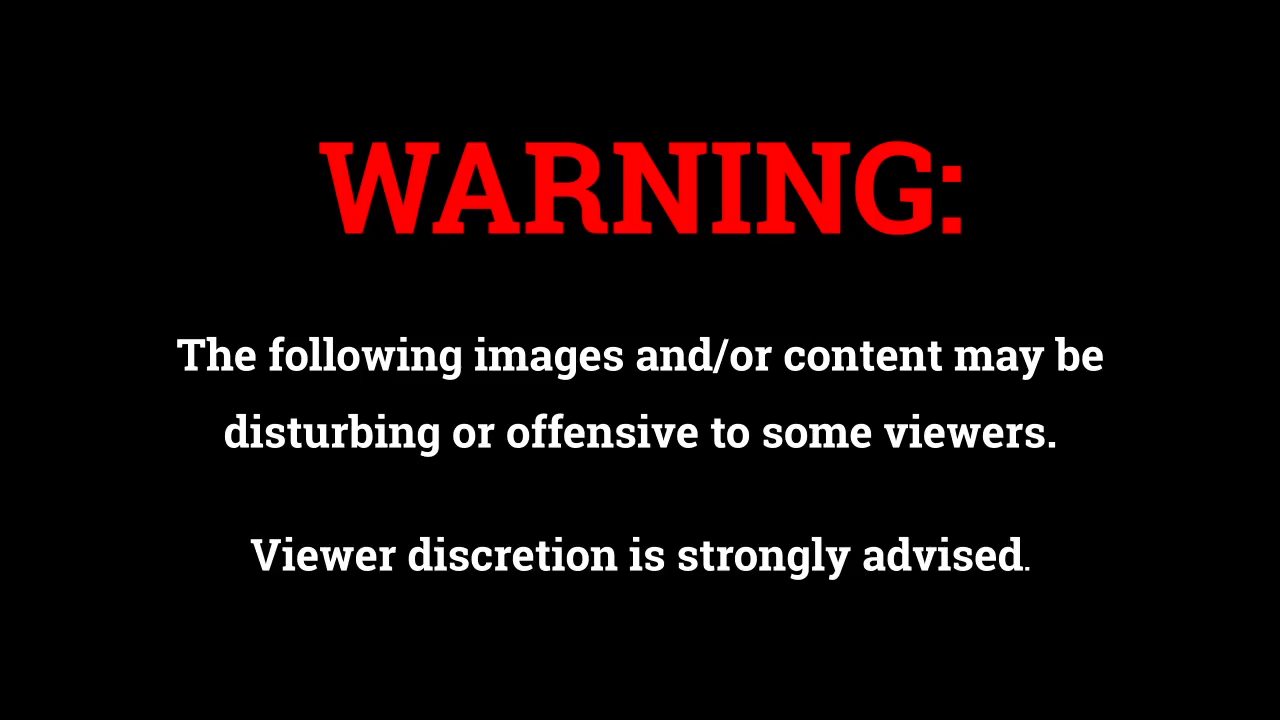 WARNING:
The following images and/or content may be
disturbing or offensive to some viewers.
Viewer discretion is strongly advised.